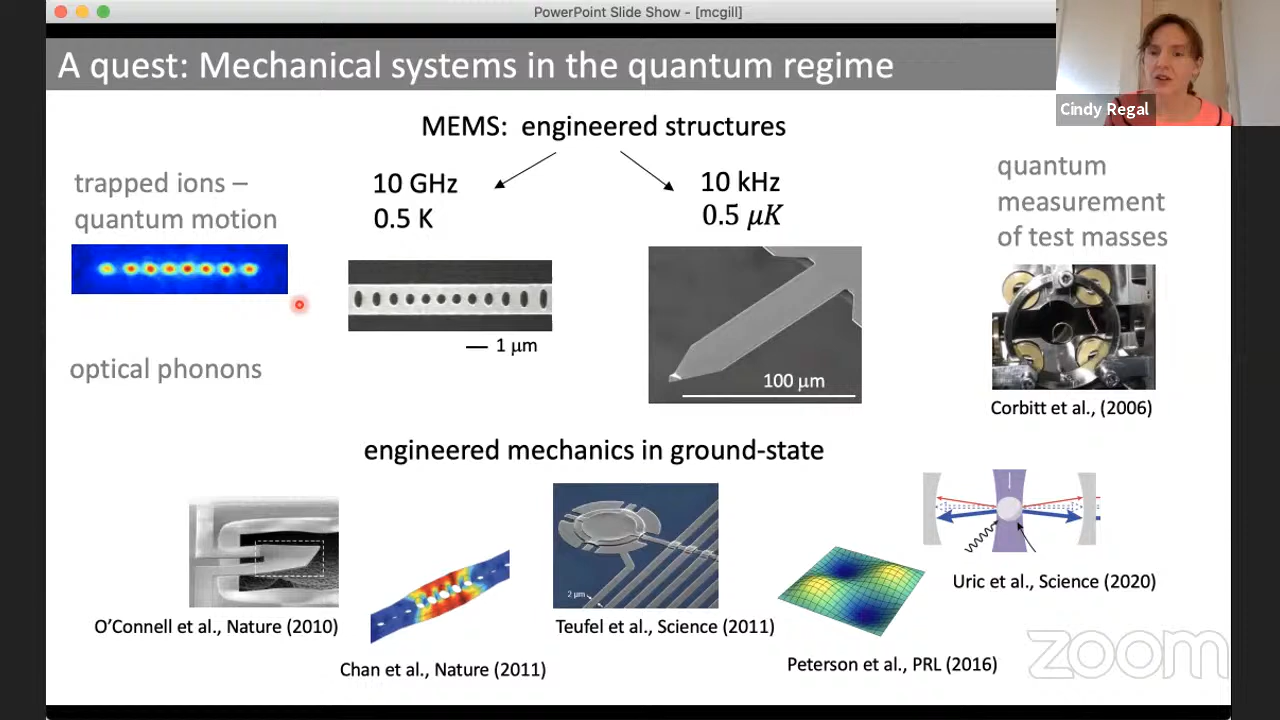 PowerPoint Slide Show - [mcgill]
A quest: Mechanical systems in the quantum regime
Cindy Regal
MEMS: engineered structures
trapped ions –
quantum motion
10 GHz
0.5 K
10 kHz
0.5 μK
quantum
measurement
of test masses
1 μm
100 μm
optical phonons
Corbitt et al., (2006)
engineered mechanics in ground-state
2 μm
O'Connell et al., Nature (2010)
Chan et al., Nature (2011)
Teufel et al., Science (2011)
Peterson et al., PRL (2016)
Uric et al., Science (2020)
zoom